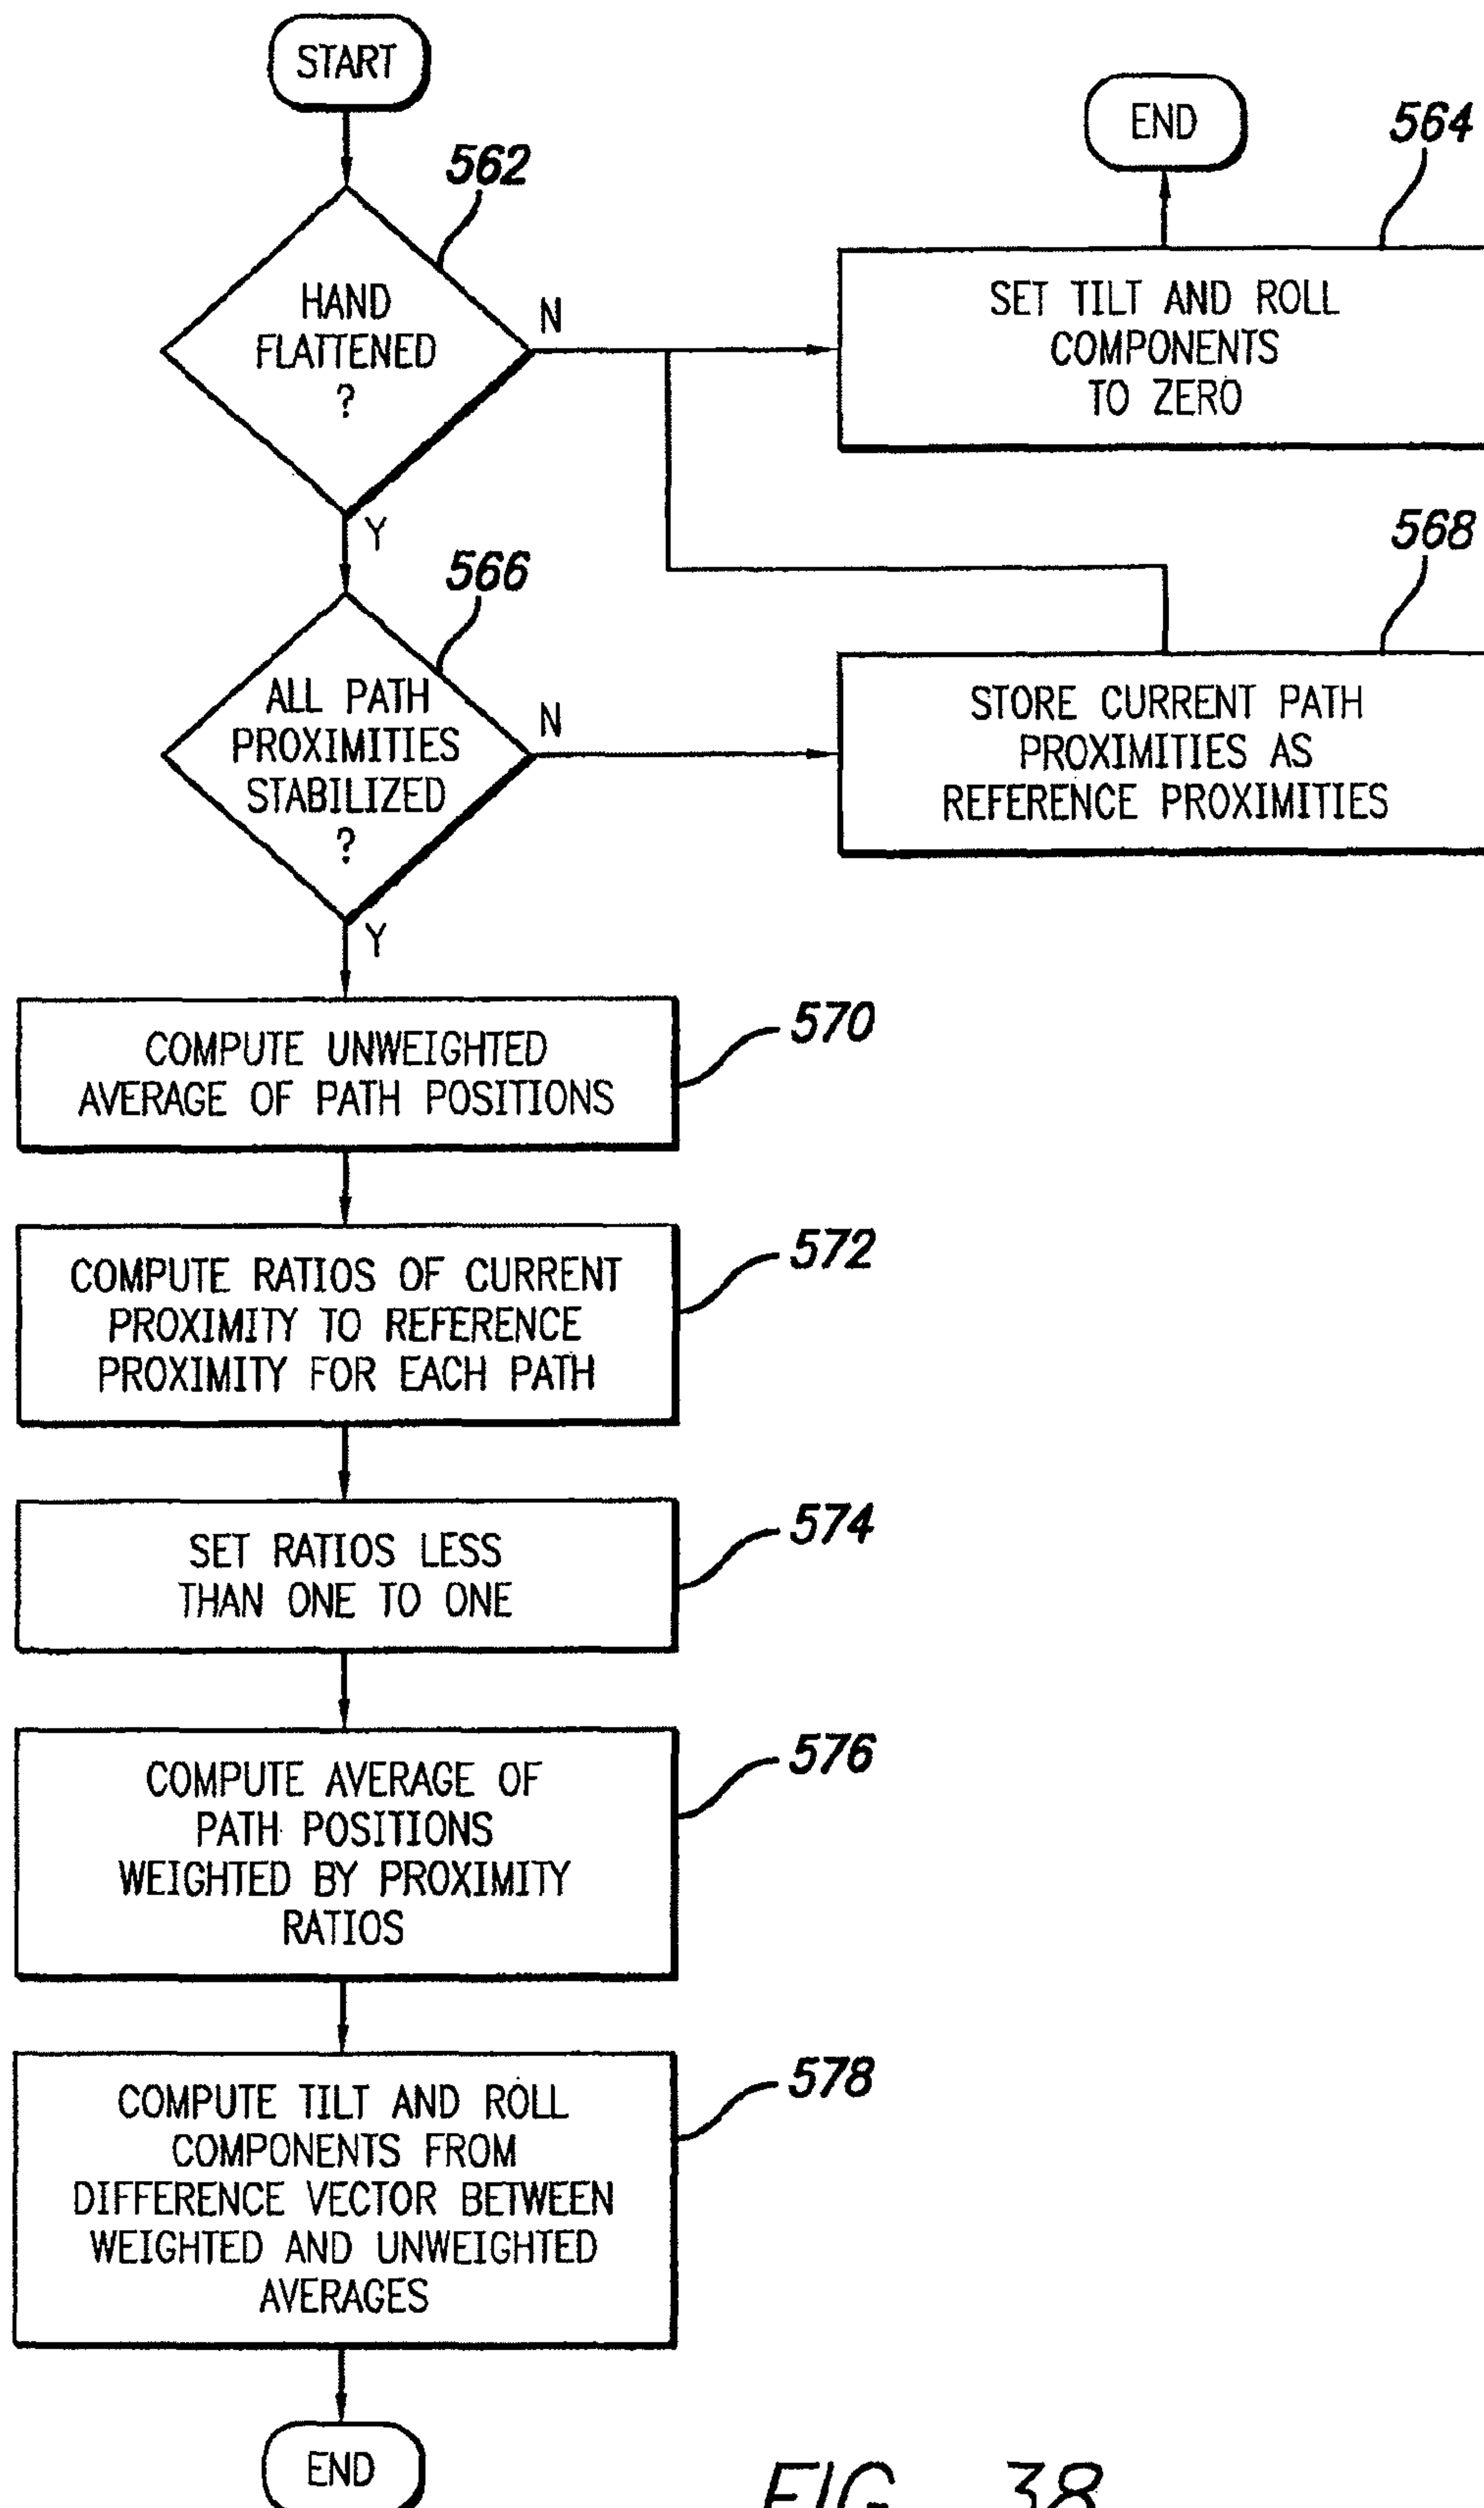 START
562
HAND
FLATTENED
?
N
Y
END
564
SET TILT AND ROLL
COMPONENTS
TO ZERO
566
ALL PATH
PROXIMITIES
STABILIZED
?
N
Y
568
STORE CURRENT PATH
PROXIMITIES AS
REFERENCE PROXIMITIES
570
COMPUTE UNWEIGHTED
AVERAGE OF PATH POSITIONS
572
COMPUTE RATIOS OF CURRENT
PROXIMITY TO REFERENCE
PROXIMITY FOR EACH PATH
574
SET RATIOS LESS
THAN ONE TO ONE
576
COMPUTE AVERAGE OF
PATH POSITIONS
WEIGHTED BY PROXIMITY
RATIOS
578
COMPUTE TILT AND ROLL
COMPONENTS FROM
DIFFERENCE VECTOR BETWEEN
WEIGHTED AND UNWEIGHTED
AVERAGES
END
FIG. 38